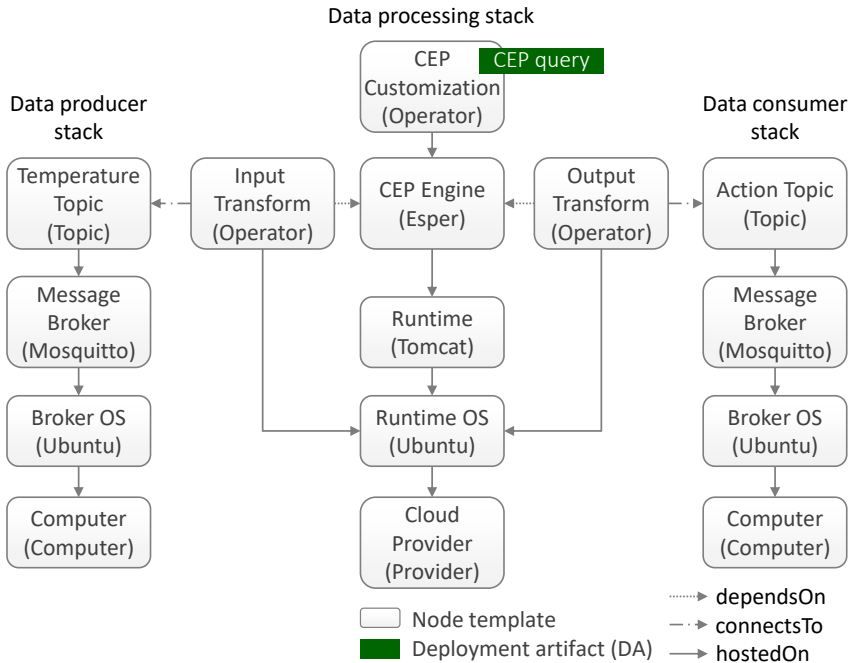 Data processing stack
CEP
Customization
(Operator)
CEP query
Data producer
stack
Data consumer
stack
Temperature
Topic
(Topic)
Input
Transform
(Operator)
CEP Engine
(Esper)
Output
Transform
(Operator)
Action Topic
(Topic)
Message
Broker
(Mosquitto)
Runtime
(Tomcat)
Message
Broker
(Mosquitto)
Broker OS
(Ubuntu)
Runtime OS
(Ubuntu)
Broker OS
(Ubuntu)
Computer
(Computer)
Cloud
Provider
(Provider)
Computer
(Computer)
Node template
Deployment artifact (DA)
dependsOn
connectsTo
hostedOn